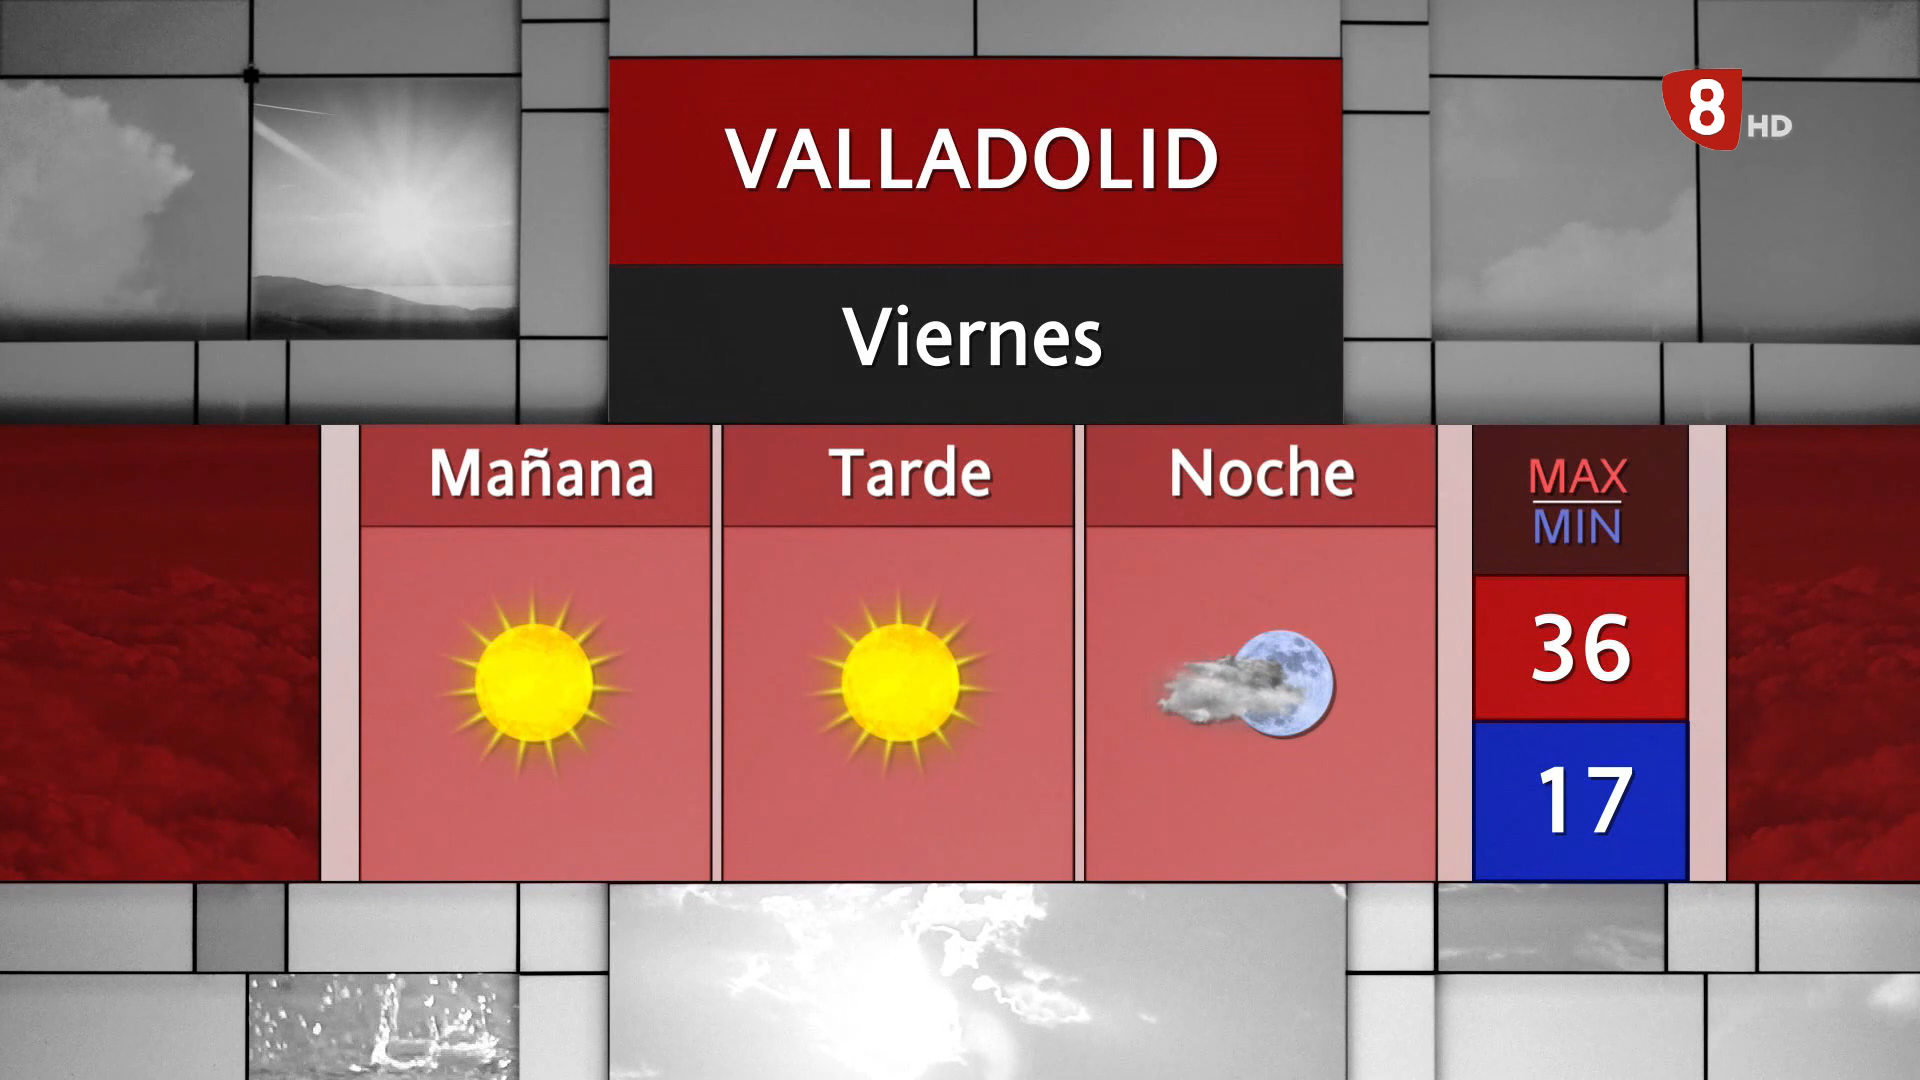 VALLADOLID
8 HD
Viernes
Mañana
Tarde
Noche
MAX
MIN
36
17